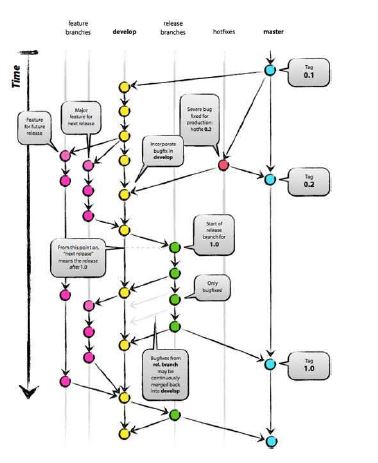 feature
branches
develop
release
branches
hotfixes
master
Time
Tag
0.1
Major
feature for
next release
Feature
for future
release
Severe bug
fixed for
production:
hotfix 0.2
Incorporate
bugfix in
develop
Tag
0.2
Start of
release
branch for
1.0
From this point on,
"next release"
means the release
after 1.0
Only
bugfixes!
Bugfixes from
rel. branch
may be
continuously
merged back
into develop
Tag
1.0